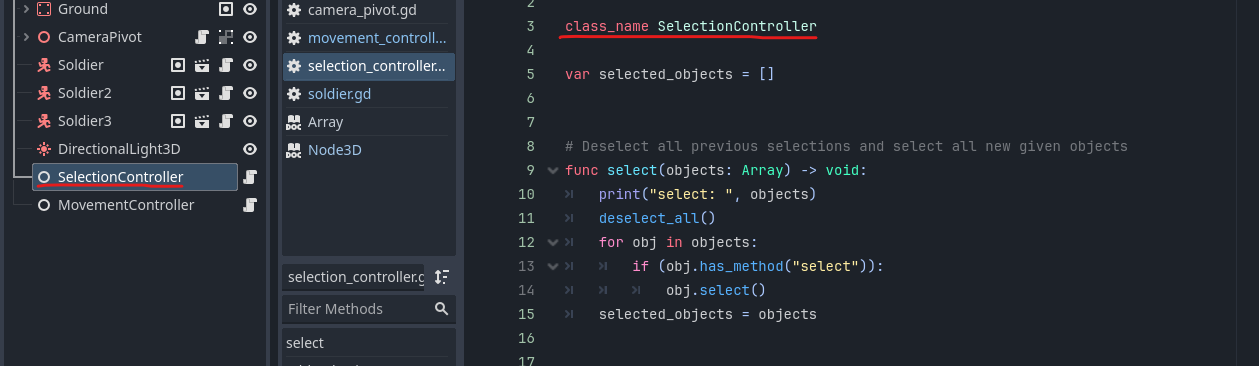 Ground
CameraPivot
Soldier
Soldier2
Soldier3
DirectionalLight3D
SelectionController
MovementController
camera_pivot.gd
movement_controll...
selection_controller...
soldier.gd
DOC Array
DOC Node3D
selection_controller.g
Filter Methods
select
2
3 class_name SelectionController
4
5 var selected_objects = []
6
7
8 # Deselect all previous selections and select all new given objects
9 func select(objects: Array) -> void:
10 print("select: ", objects)
11 deselect_all()
12 for obj in objects:
13 if (obj.has_method("select")):
14 obj.select()
15 selected_objects = objects
16
17